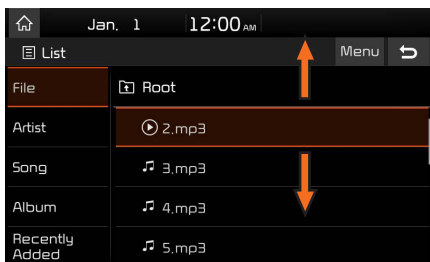 Jan. 1 12:00 AM
List Menu
File
Root
Artist
2.mp3
Song
3.mp3
Album
4.mp3
Recently
Added
5.mp3